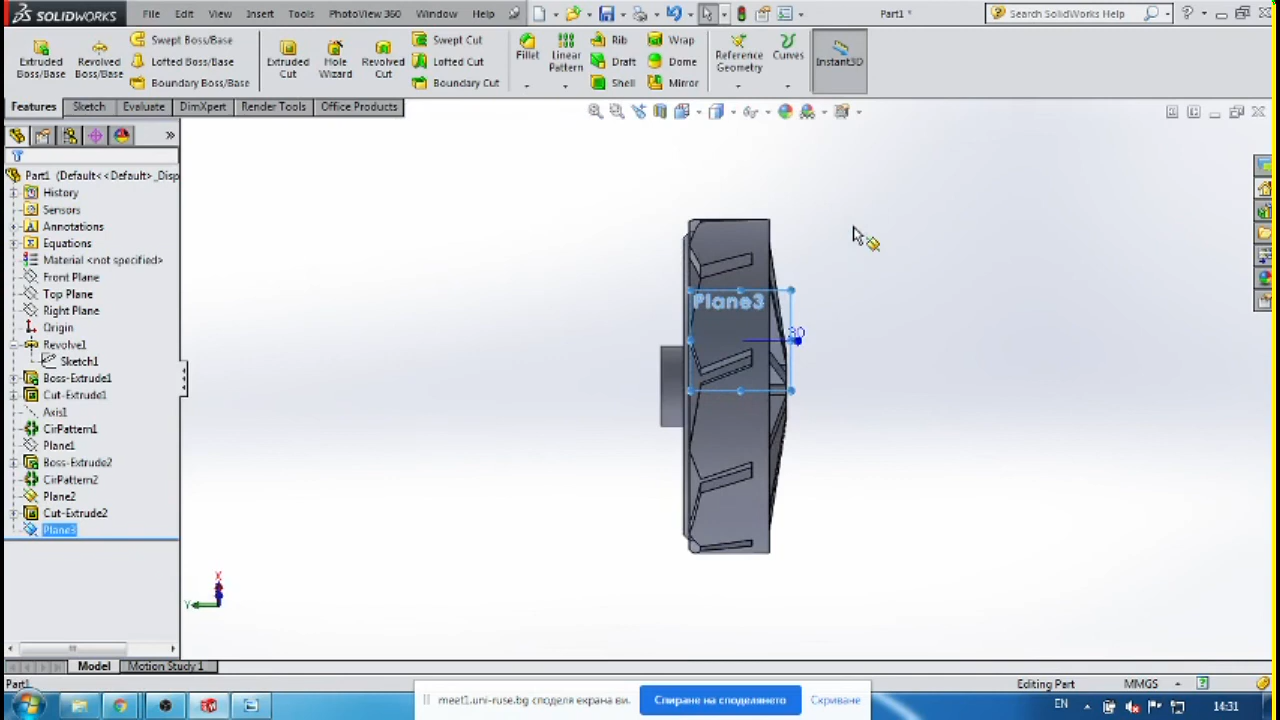 SOLIDWORKS File Edit View Insert Tools PhotoView 360 Window Help Part1 * Search SolidWorks Help
Extruded Boss/Base
Revolved Boss/Base
Swept Boss/Base
Lofted Boss/Base
Boundary Boss/Base
Extruded Cut
Hole Wizard
Revolved Cut
Swept Cut
Lofted Cut
Boundary Cut
Fillet
Linear Pattern
Rib
Draft
Shell
Wrap
Dome
Mirror
Reference Geometry
Curves
Instant3D
Features Sketch Evaluate DimXpert Render Tools Office Products
Part1 (Default<<Default>_Disp
History
Sensors
Annotations
Equations
Material <not specified>
Front Plane
Top Plane
Right Plane
Origin
Revolve1
Sketch1
Boss-Extrude1
Cut-Extrude1
Axis1
CirPattern1
Plane1
Boss-Extrude2
CirPattern2
Plane2
Cut-Extrude2
Plane3
Plane3
X
Y
Model Motion Study 1
Part1 Editing Part MMGS
meet1.uni-ruse.bg споделя екрана ви. Спиране на споделянето Скриване
EN 14:31